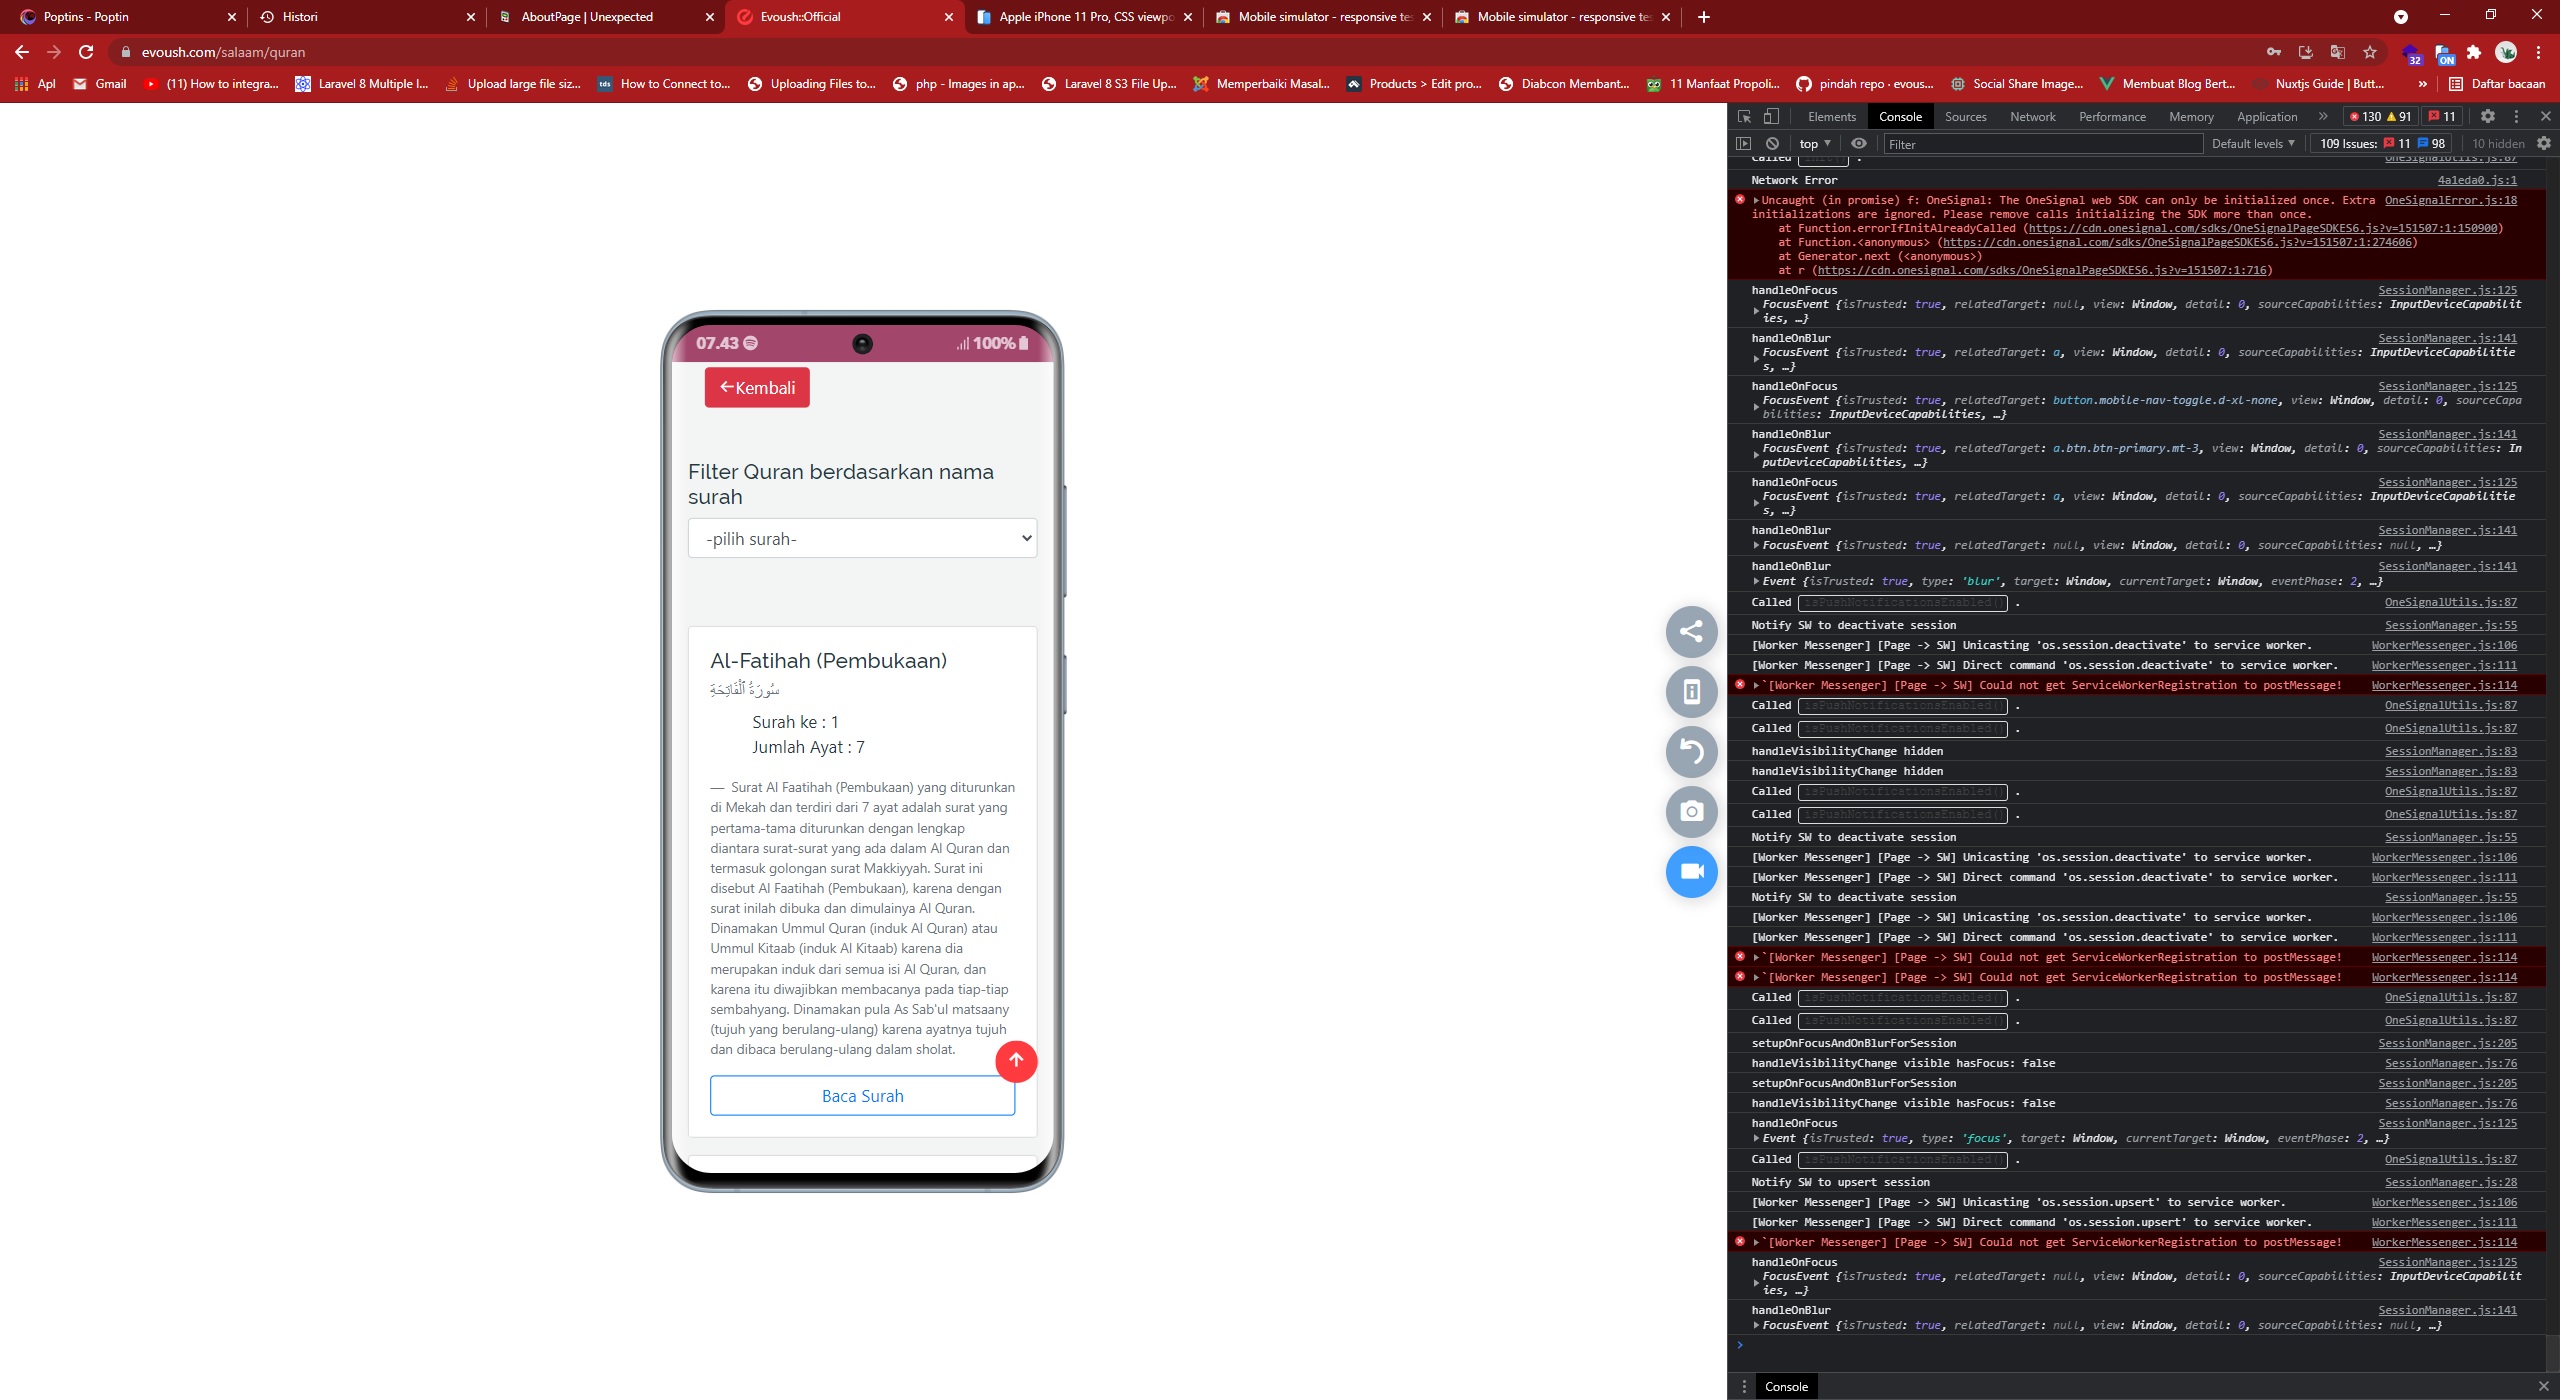 Poptins - Poptin
Histori
AboutPage | Unexpected
Evoush::Official
Apple iPhone 11 Pro, CSS viewpo
Mobile simulator - responsive tes
Mobile simulator - responsive tes
evoush.com/salaam/quran
32
ON
Apl
Gmail
(11) How to integra...
Laravel 8 Multiple I...
Upload large file siz...
tds
How to Connect to...
Uploading Files to...
php - Images in ap...
Laravel 8 S3 File Up...
Memperbaiki Masal...
Products > Edit pro...
Diabcon Membant...
11 Manfaat Propoli...
pindah repo · evous...
Social Share Image...
Membuat Blog Bert...
Nuxtjs Guide | Butt...
»
Daftar bacaan
07.43
100%
←Kembali
Filter Quran berdasarkan nama
surah
-pilih surah-
Al-Fatihah (Pembukaan)
سُورَةُ ٱلْفَاتِحَةِ
Surah ke : 1
Jumlah Ayat : 7
— Surat Al Faatihah (Pembukaan) yang diturunkan
di Mekah dan terdiri dari 7 ayat adalah surat yang
pertama-tama diturunkan dengan lengkap
diantara surat-surat yang ada dalam Al Quran dan
termasuk golongan surat Makkiyyah. Surat ini
disebut Al Faatihah (Pembukaan), karena dengan
surat inilah dibuka dan dimulainya Al Quran.
Dinamakan Ummul Quran (induk Al Quran) atau
Ummul Kitaab (induk Al Kitaab) karena dia
merupakan induk dari semua isi Al Quran, dan
karena itu diwajibkan membacanya pada tiap-tiap
sembahyang. Dinamakan pula As Sab'ul matsaany
(tujuh yang berulang-ulang) karena ayatnya tujuh
dan dibaca berulang-ulang dalam sholat.
Baca Surah
Elements Console Sources Network Performance Memory Application » 130 91 11
top Filter Default levels 109 Issues: 11 98 10 hidden
Called init() . OneSignalUtils.js:87
Network Error 4a1eda0.js:1
Uncaught (in promise) f: OneSignal: The OneSignal web SDK can only be initialized once. Extra OneSignalError.js:18
initializations are ignored. Please remove calls initializing the SDK more than once.
at Function.errorIfInitAlreadyCalled (https://cdn.onesignal.com/sdks/OneSignalPageSDKES6.js?v=151507:1:150900)
at Function.<anonymous> (https://cdn.onesignal.com/sdks/OneSignalPageSDKES6.js?v=151507:1:274606)
at Generator.next (<anonymous>)
at r (https://cdn.onesignal.com/sdks/OneSignalPageSDKES6.js?v=151507:1:716)
handleOnFocus SessionManager.js:125
FocusEvent {isTrusted: true, relatedTarget: null, view: Window, detail: 0, sourceCapabilities: InputDeviceCapabilit
ies, …}
handleOnBlur SessionManager.js:141
FocusEvent {isTrusted: true, relatedTarget: a, view: Window, detail: 0, sourceCapabilities: InputDeviceCapabilitie
s, …}
handleOnFocus SessionManager.js:125
FocusEvent {isTrusted: true, relatedTarget: button.mobile-nav-toggle.d-xl-none, view: Window, detail: 0, sourceCapa
bilities: InputDeviceCapabilities, …}
handleOnBlur SessionManager.js:141
FocusEvent {isTrusted: true, relatedTarget: a.btn.btn-primary.mt-3, view: Window, detail: 0, sourceCapabilities: In
putDeviceCapabilities, …}
handleOnFocus SessionManager.js:125
FocusEvent {isTrusted: true, relatedTarget: a, view: Window, detail: 0, sourceCapabilities: InputDeviceCapabilitie
s, …}
handleOnBlur SessionManager.js:141
FocusEvent {isTrusted: true, relatedTarget: null, view: Window, detail: 0, sourceCapabilities: null, …}
handleOnBlur SessionManager.js:141
Event {isTrusted: true, type: 'blur', target: Window, currentTarget: Window, eventPhase: 2, …}
Called isPushNotificationsEnabled() . OneSignalUtils.js:87
Notify SW to deactivate session SessionManager.js:55
[Worker Messenger] [Page -> SW] Unicasting 'os.session.deactivate' to service worker. WorkerMessenger.js:106
[Worker Messenger] [Page -> SW] Direct command 'os.session.deactivate' to service worker. WorkerMessenger.js:111
`[Worker Messenger] [Page -> SW] Could not get ServiceWorkerRegistration to postMessage! WorkerMessenger.js:114
Called isPushNotificationsEnabled() . OneSignalUtils.js:87
Called isPushNotificationsEnabled() . OneSignalUtils.js:87
handleVisibilityChange hidden SessionManager.js:83
handleVisibilityChange hidden SessionManager.js:83
Called isPushNotificationsEnabled() . OneSignalUtils.js:87
Called isPushNotificationsEnabled() . OneSignalUtils.js:87
Notify SW to deactivate session SessionManager.js:55
[Worker Messenger] [Page -> SW] Unicasting 'os.session.deactivate' to service worker. WorkerMessenger.js:106
[Worker Messenger] [Page -> SW] Direct command 'os.session.deactivate' to service worker. WorkerMessenger.js:111
Notify SW to deactivate session SessionManager.js:55
[Worker Messenger] [Page -> SW] Unicasting 'os.session.deactivate' to service worker. WorkerMessenger.js:106
[Worker Messenger] [Page -> SW] Direct command 'os.session.deactivate' to service worker. WorkerMessenger.js:111
`[Worker Messenger] [Page -> SW] Could not get ServiceWorkerRegistration to postMessage! WorkerMessenger.js:114
`[Worker Messenger] [Page -> SW] Could not get ServiceWorkerRegistration to postMessage! WorkerMessenger.js:114
Called isPushNotificationsEnabled() . OneSignalUtils.js:87
Called isPushNotificationsEnabled() . OneSignalUtils.js:87
setupOnFocusAndOnBlurForSession SessionManager.js:205
handleVisibilityChange visible hasFocus: false SessionManager.js:76
setupOnFocusAndOnBlurForSession SessionManager.js:205
handleVisibilityChange visible hasFocus: false SessionManager.js:76
handleOnFocus SessionManager.js:125
Event {isTrusted: true, type: 'focus', target: Window, currentTarget: Window, eventPhase: 2, …}
Called isPushNotificationsEnabled() . OneSignalUtils.js:87
Notify SW to upsert session SessionManager.js:28
[Worker Messenger] [Page -> SW] Unicasting 'os.session.upsert' to service worker. WorkerMessenger.js:106
[Worker Messenger] [Page -> SW] Direct command 'os.session.upsert' to service worker. WorkerMessenger.js:111
`[Worker Messenger] [Page -> SW] Could not get ServiceWorkerRegistration to postMessage! WorkerMessenger.js:114
handleOnFocus SessionManager.js:125
FocusEvent {isTrusted: true, relatedTarget: null, view: Window, detail: 0, sourceCapabilities: InputDeviceCapabilit
ies, …}
handleOnBlur SessionManager.js:141
FocusEvent {isTrusted: true, relatedTarget: null, view: Window, detail: 0, sourceCapabilities: null, …}
Console